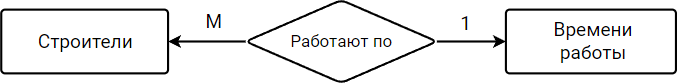 Строители
М
Работают по
1
Времени
работы